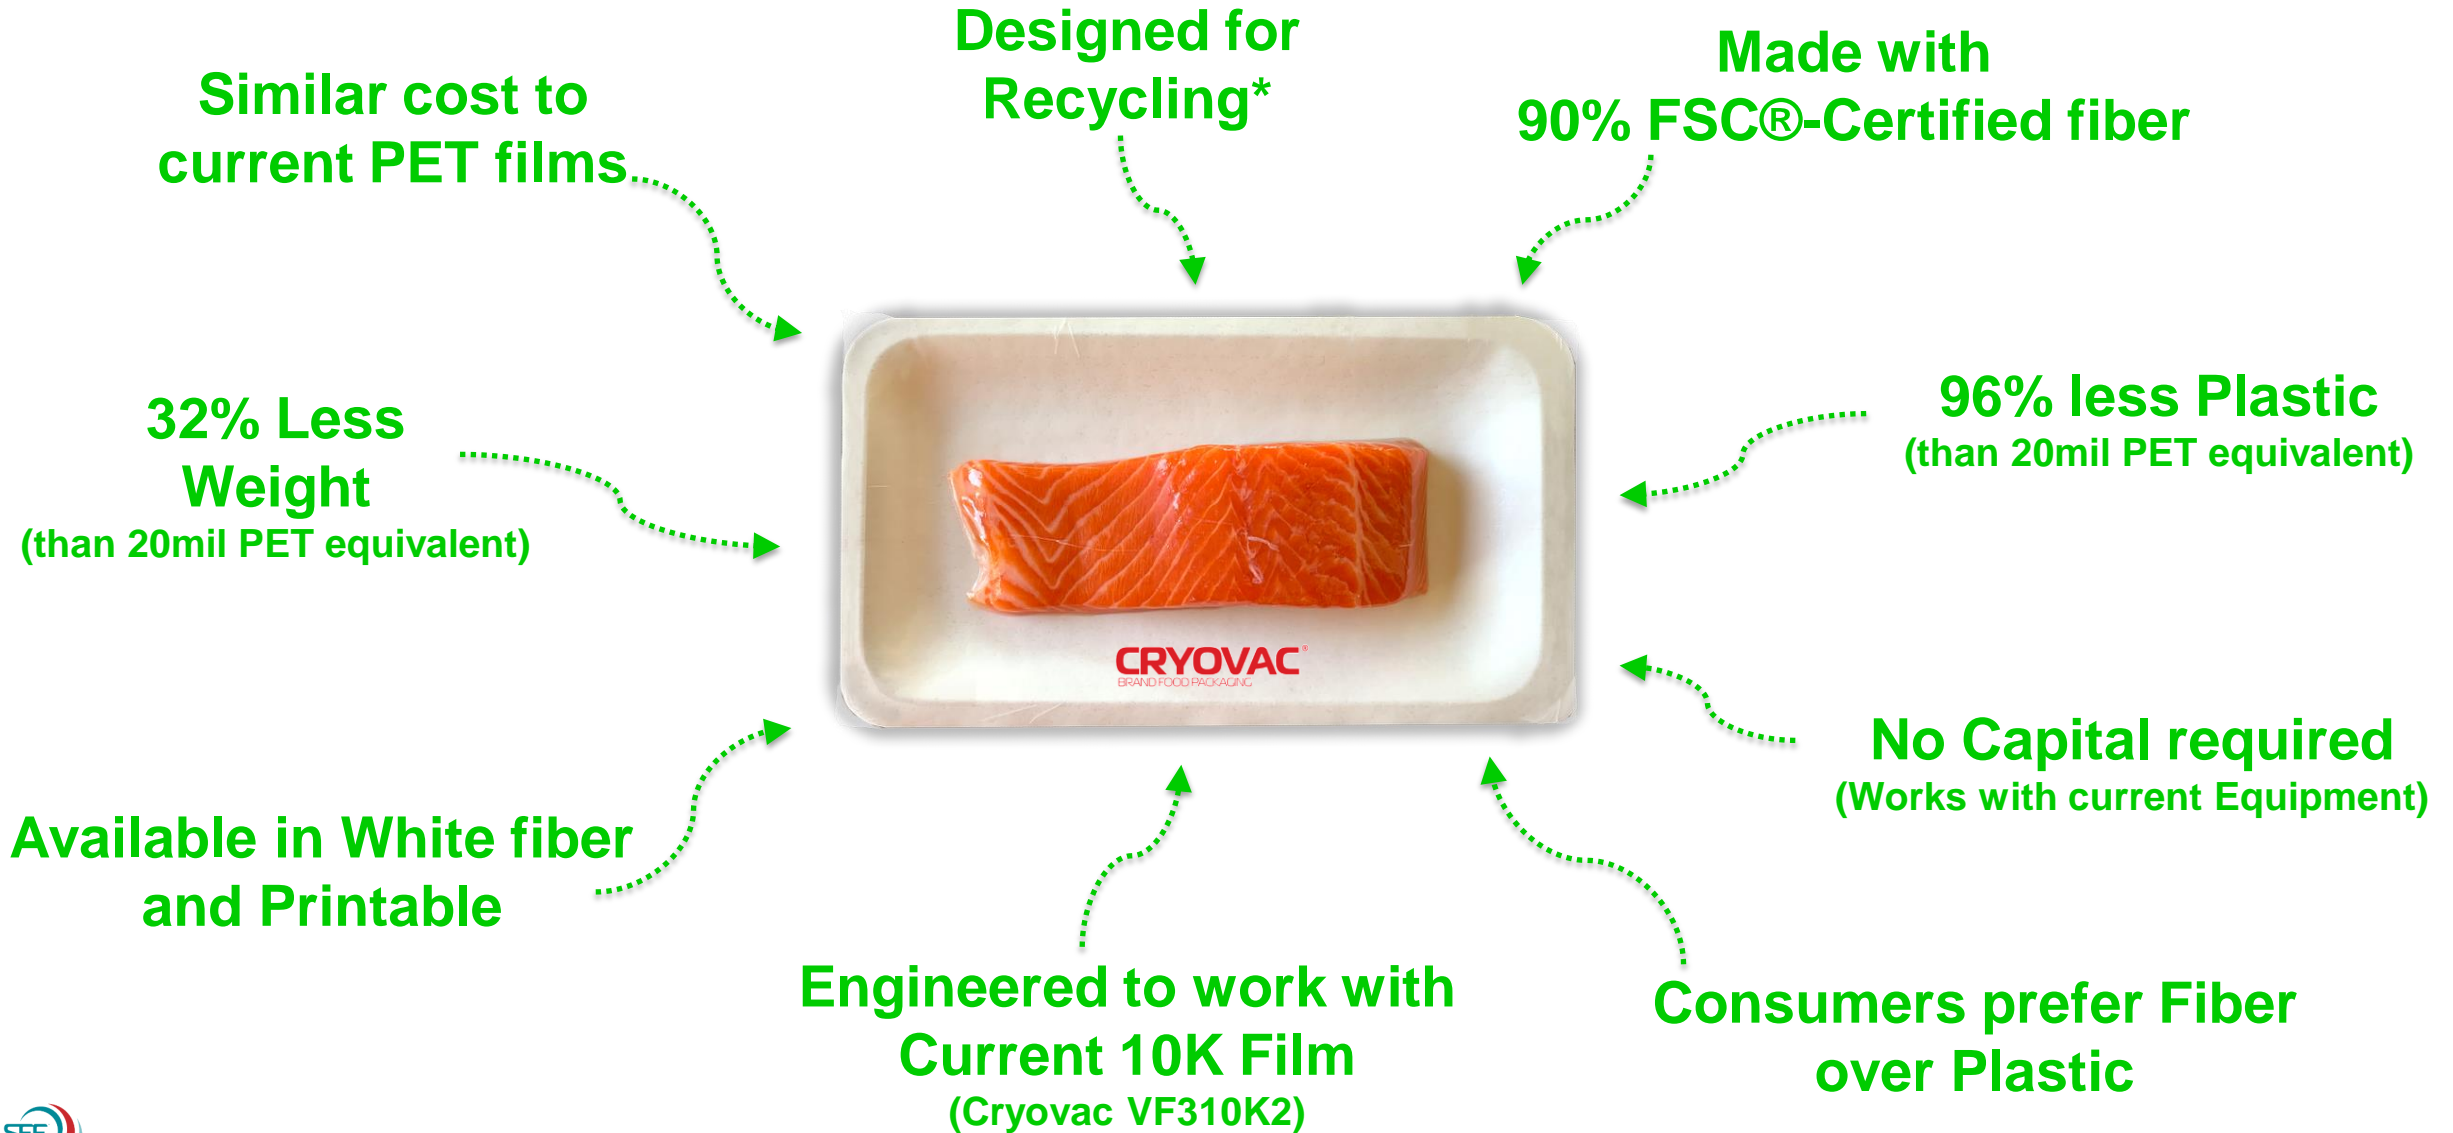 Designed for
Recycling*
Made with
90% FSC®-Certified fiber
Similar cost to
current PET films
32% Less
Weight
(than 20mil PET equivalent)
96% less Plastic
(than 20mil PET equivalent)
CRYOVAC®
BRAND FOOD PACKAGING
No Capital required
(Works with current Equipment)
Available in White fiber
and Printable
Engineered to work with
Current 10K Film
(Cryovac VF310K2)
Consumers prefer Fiber
over Plastic
SEE